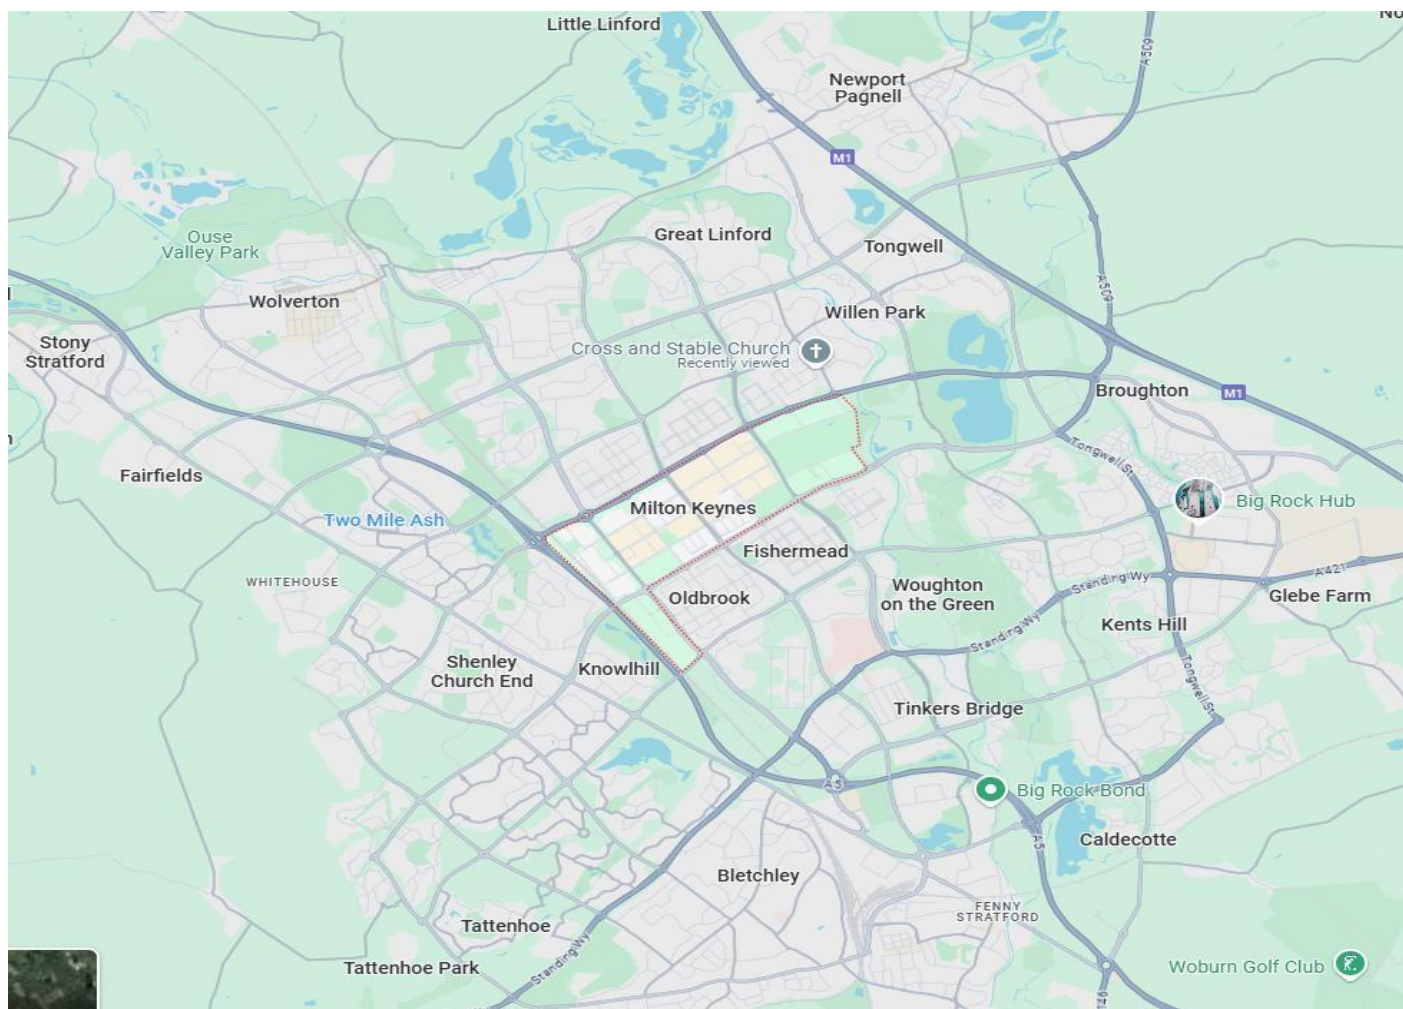 Little Linford
No
A509
Newport
Pagnell
M1
Ouse
Valley Park
Great Linford
Tongwell
A509
Wolverton
Willen Park
Stony
Stratford
Cross and Stable Church
Recently viewed
Broughton
M1
Tongwell St
Fairfields
Milton Keynes
Big Rock Hub
Two Mile Ash
Fishermead
WHITEHOUSE
Woughton
on the Green
Standing Wy
A421
Oldbrook
Glebe Farm
Kents Hill
Standing Wy
Shenley
Church End
Knowlhill
Tongwell St
Tinkers Bridge
A5
Big Rock Bond
A5
Caldecotte
Bletchley
FENNY
STRATFORD
Tattenhoe
Standing Wy
Tattenhoe Park
Woburn Golf Club